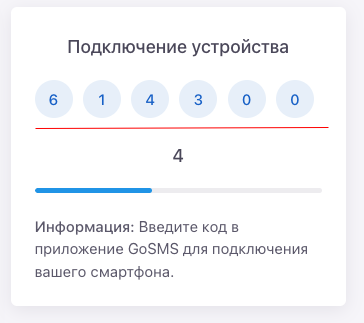 Подключение устройства
6 1 4 3 0 0
4
Информация: Введите код в
приложение GoSMS для подключения
вашего смартфона.